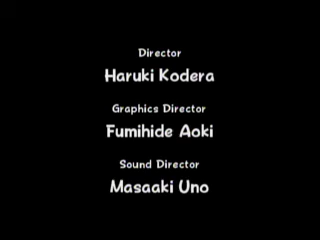 Director
Haruki Kodera
Graphics Director
Fumihide Aoki
Sound Director
Masaaki Uno